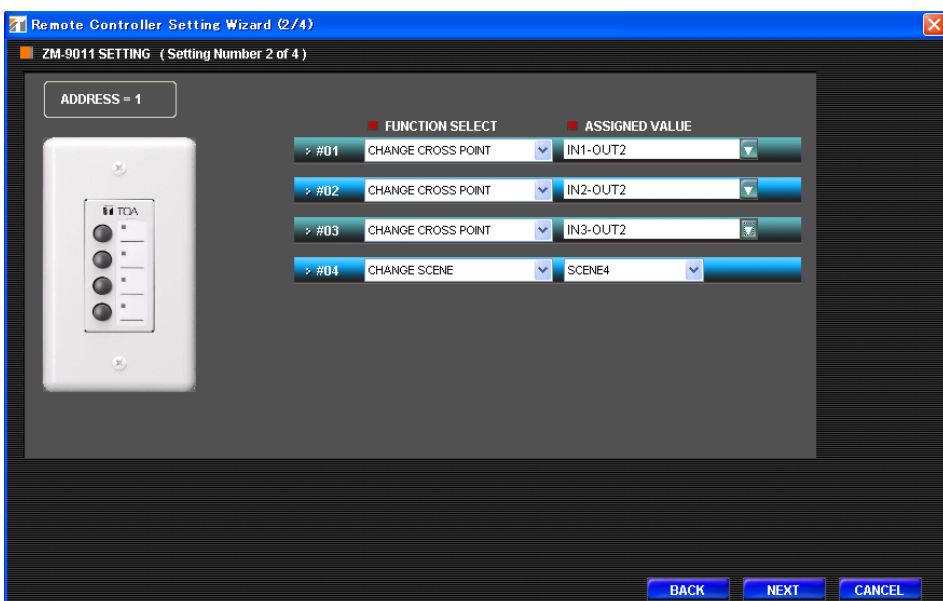 Remote Controller Setting Wizard (2/4)
ZM-9011 SETTING ( Setting Number 2 of 4 )
ADDRESS = 1
FUNCTION SELECT ASSIGNED VALUE
#01 CHANGE CROSS POINT IN1-OUT2
#02 CHANGE CROSS POINT IN2-OUT2
#03 CHANGE CROSS POINT IN3-OUT2
#04 CHANGE SCENE SCENE4
TOA
BACK NEXT CANCEL